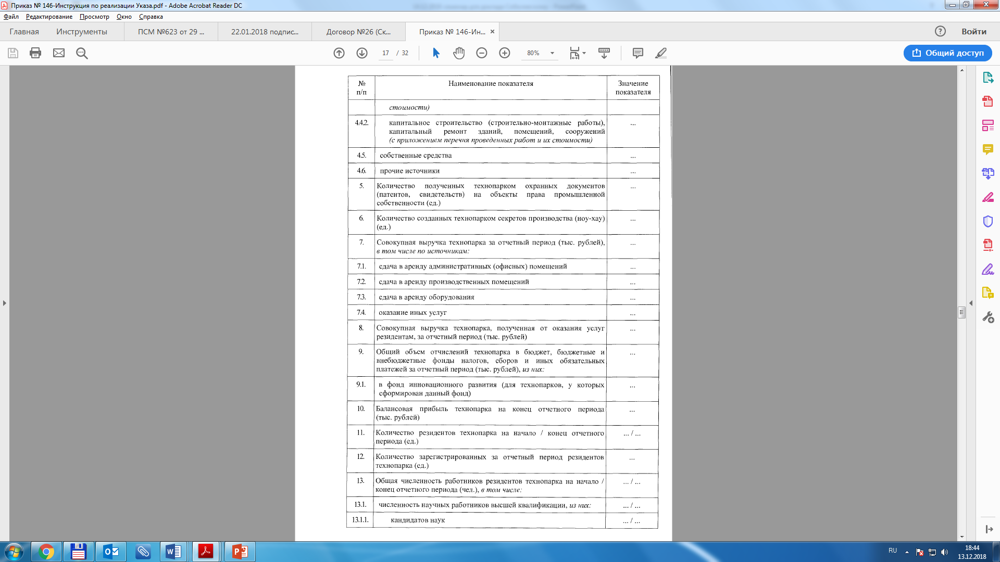 Приказ № 146-Инструкция по реализации Указа.pdf - Adobe Acrobat Reader DC
Файл Редактирование Просмотр Окно Справка
Главная Инструменты ПСМ №623 от 29 ... 22.01.2018 подпис... Договор №26 (Ск... Приказ № 146-Ин... × ? Войти
17 / 32 80% Общий доступ
№ п/п Наименование показателя Значение показателя
стоимости)
4.4.2. капитальное строительство (строительно-монтажные работы), ...
капитальный ремонт зданий, помещений, сооружений
(с приложением перечня проведенных работ и их стоимости)
4.5. собственные средства ...
4.6. прочие источники ...
5. Количество полученных технопарком охранных документов ...
(патентов, свидетельств) на объекты права промышленной
собственности (ед.)
6. Количество созданных технопарком секретов производства (ноу-хау) ...
(ед.)
7. Совокупная выручка технопарка за отчетный период (тыс. рублей), ...
в том числе по источникам:
7.1. сдача в аренду административных (офисных) помещений ...
7.2. сдача в аренду производственных помещений ...
7.3. сдача в аренду оборудования ...
7.4. оказание иных услуг ...
8. Совокупная выручка технопарка, полученная от оказания услуг ...
резидентам, за отчетный период (тыс. рублей)
9. Общий объем отчислений технопарка в бюджет, бюджетные и ...
внебюджетные фонды налогов, сборов и иных обязательных
платежей за отчетный период (тыс. рублей), из них:
9.1. в фонд инновационного развития (для технопарков, у которых ...
сформирован данный фонд)
10. Балансовая прибыль технопарка на конец отчетного периода ...
(тыс. рублей)
11. Количество резидентов технопарка на начало / конец отчетного ... / ...
периода (ед.)
12. Количество зарегистрированных за отчетный период резидентов ...
технопарка (ед.)
13. Общая численность работников резидентов технопарка на начало / ... / ...
конец отчетного периода (чел.), в том числе:
13.1. численность научных работников высшей квалификации, из них: ... / ...
13.1.1. кандидатов наук ... / ...
RU 18:44
13.12.2018